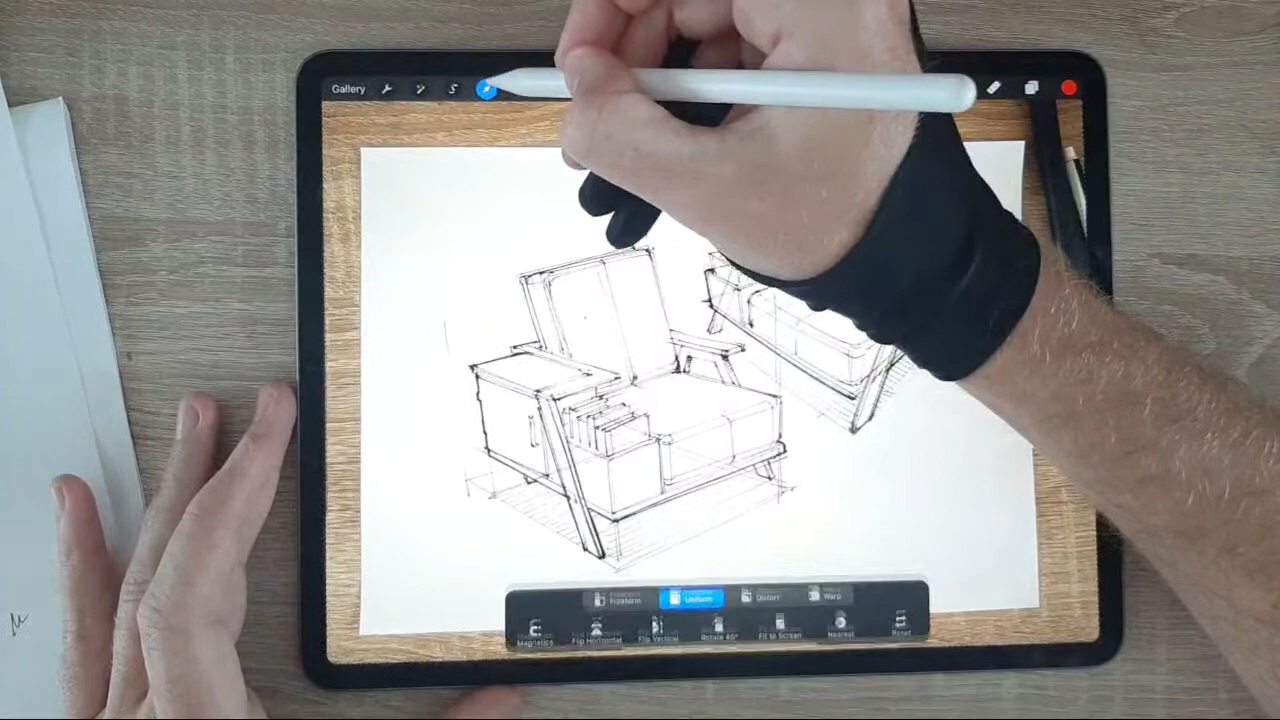 Gallery
Freeform Uniform Distort Warp
Magnetics Flip Horizontal Flip Vertical Rotate 45° Fit to Screen Nearest Reset